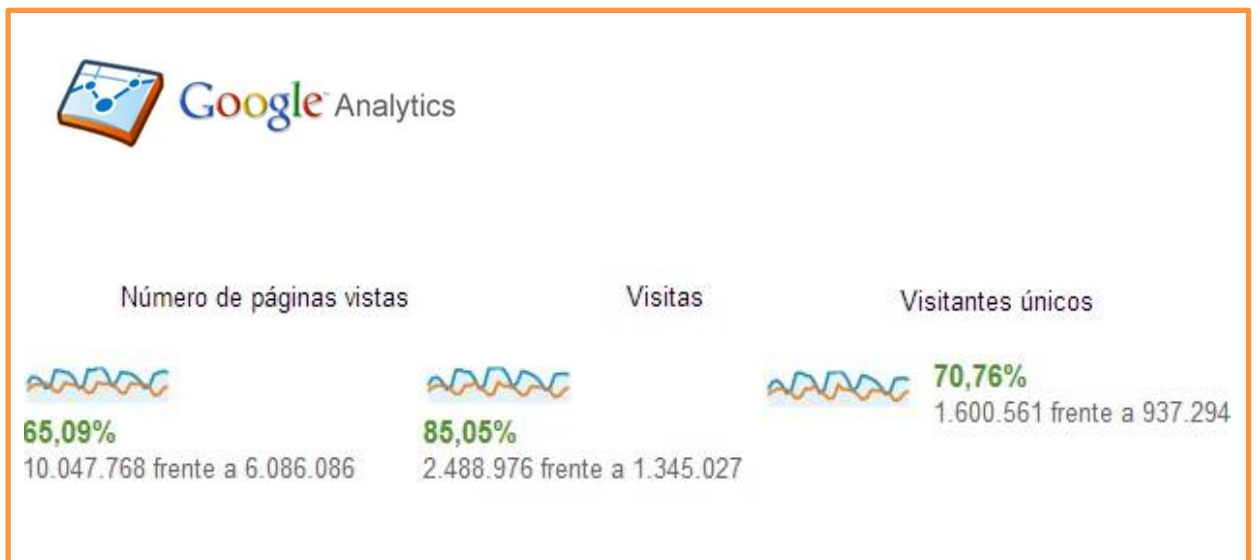 Google™ Analytics
Número de páginas vistas
Visitas
Visitantes únicos
65,09%
10.047.768 frente a 6.086.086
85,05%
2.488.976 frente a 1.345.027
70,76%
1.600.561 frente a 937.294